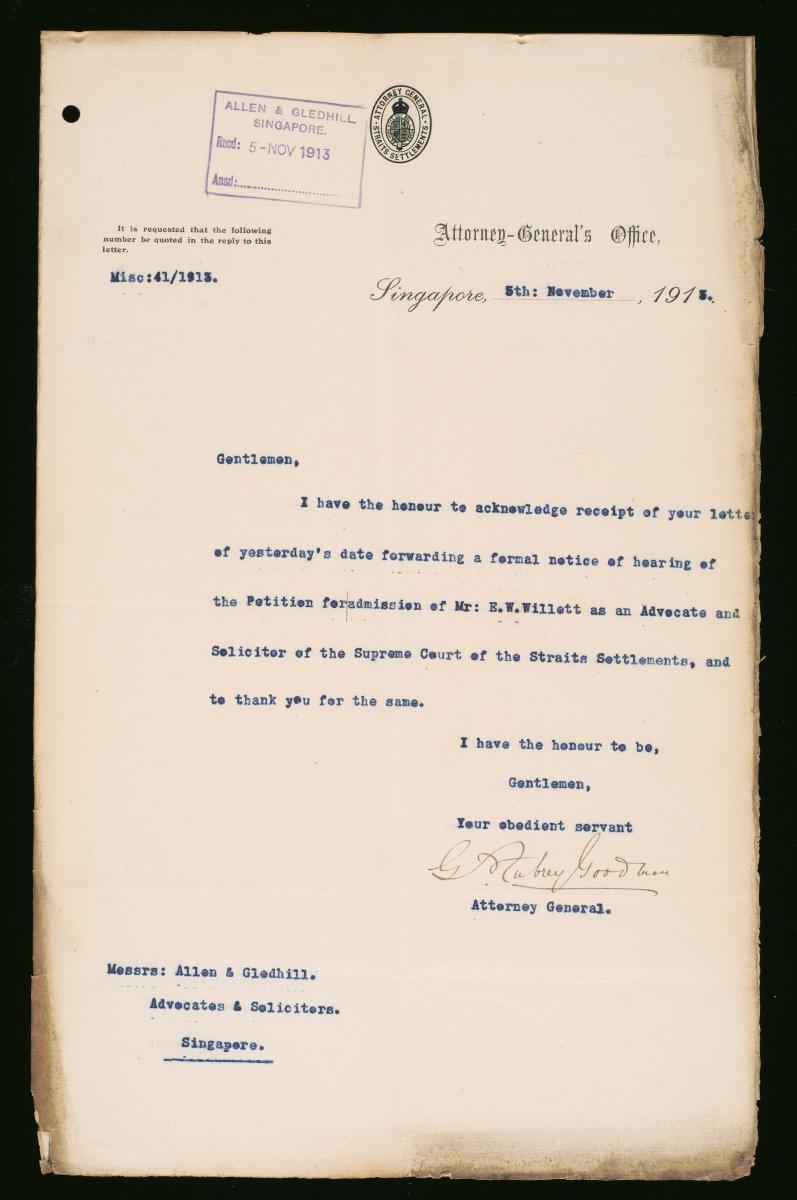 ALLEN & GLEDHILL
SINGAPORE.
Recd: 5-NOV 1913
Ansd:
· ATTORNEY GENERAL ·
STRAITS SETTLEMENTS
It is requested that the following
number be quoted in the reply to this
letter.
Misc:41/1913.
Attorney-General's Office,
Singapore, 5th: November, 1913.
Gentlemen,
I have the honour to acknowledge receipt of your letter
of yesterday's date forwarding a formal notice of hearing of
the Petition for|admission of Mr: E.W.Willett as an Advocate and
Solicitor of the Supreme Court of the Straits Settlements, and
to thank you for the same.
I have the honour to be,
Gentlemen,
Your obedient servant
G Aubrey Goodman
Attorney General.
Messrs: Allen & Gledhill.
Advocates & Solicitors.
Singapore.